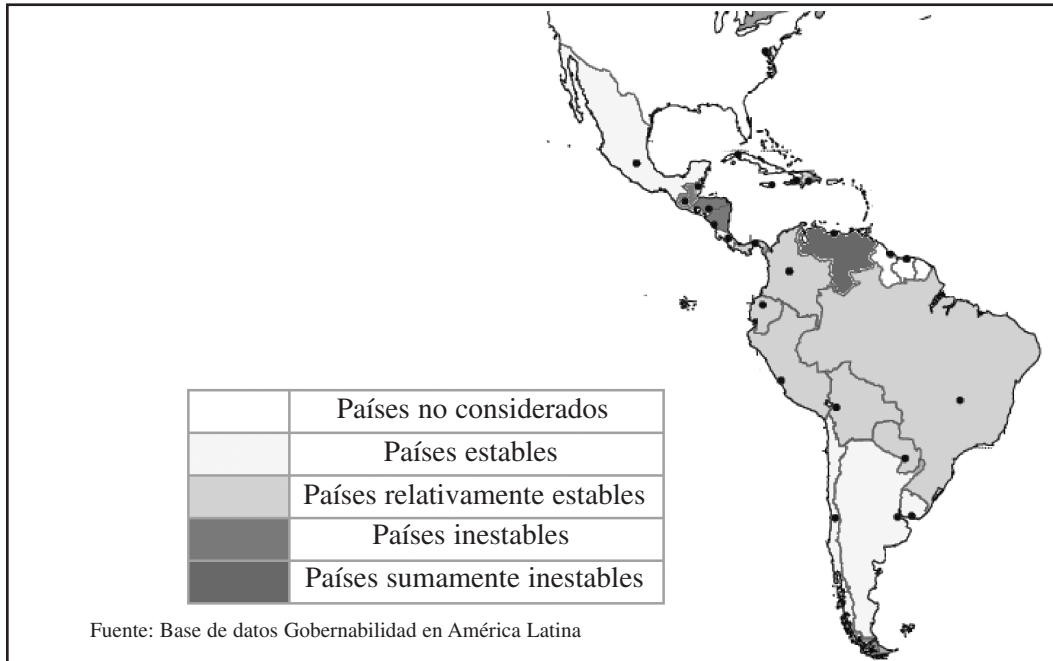 Países no considerados
Países estables
Países relativamente estables
Países inestables
Países sumamente inestables
Fuente: Base de datos Gobernabilidad en América Latina